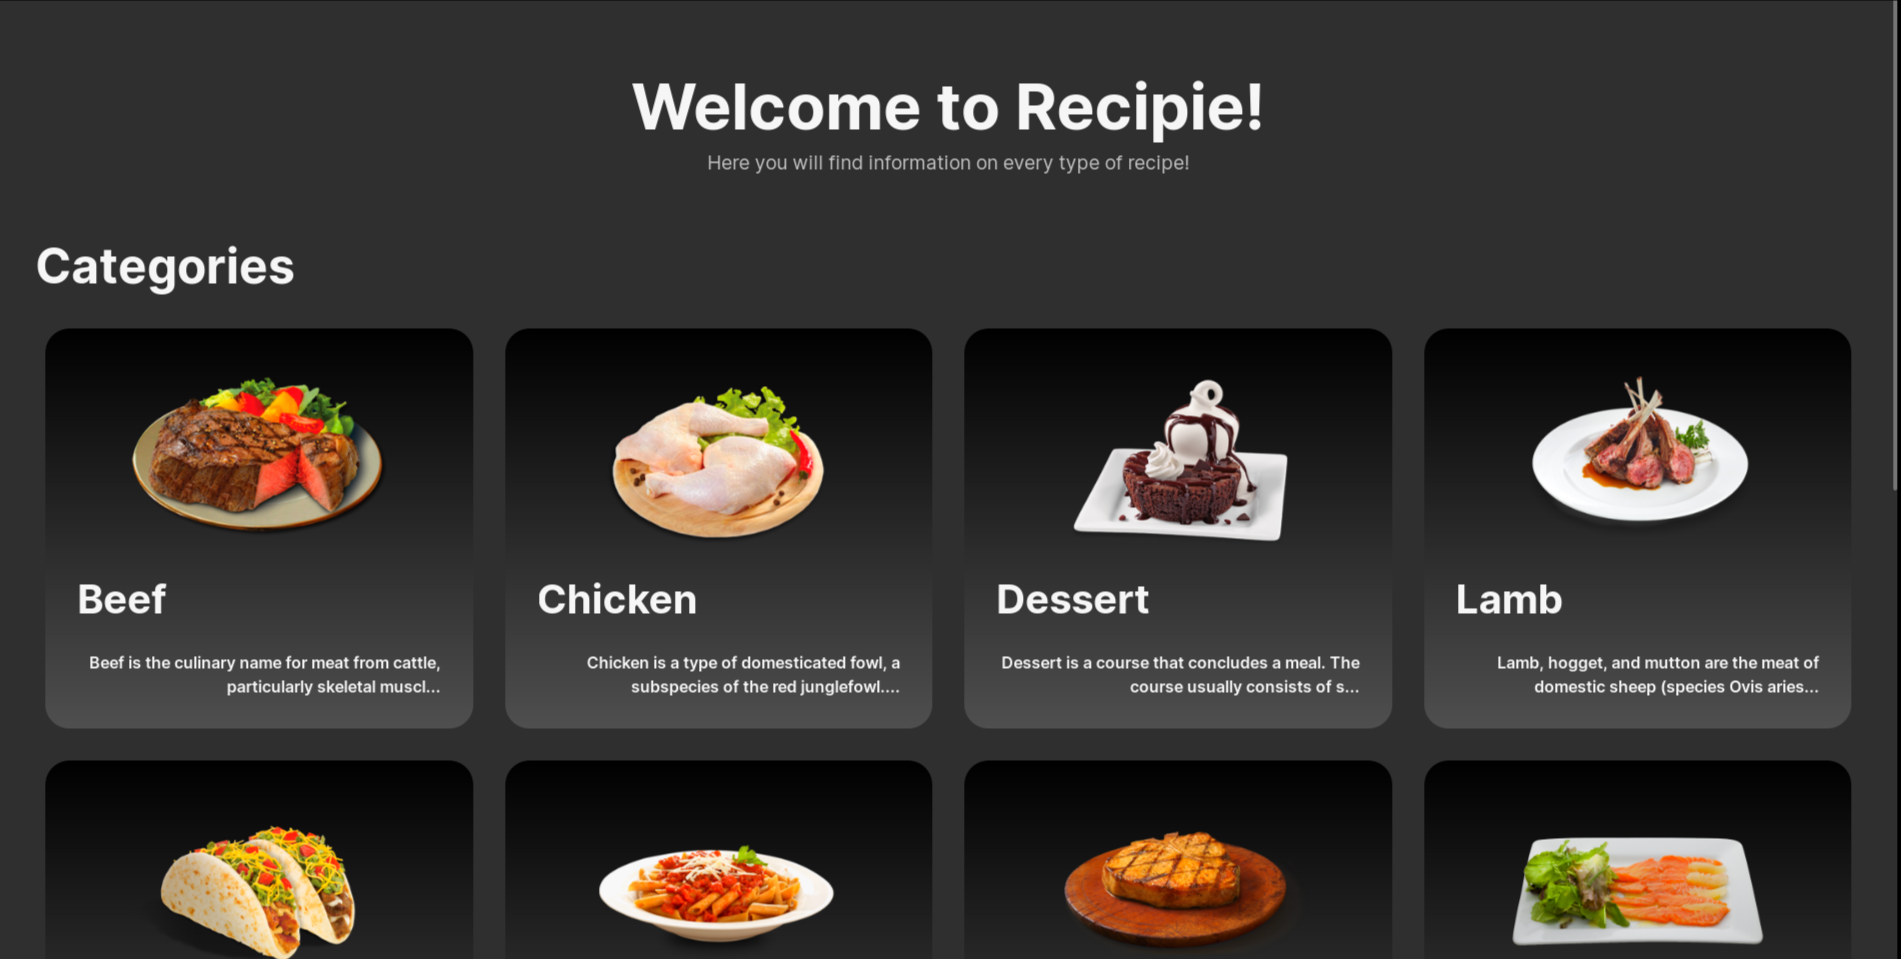 Welcome to Recipie!
Here you will find information on every type of recipe!
Categories
Beef
Beef is the culinary name for meat from cattle,
particularly skeletal muscl...
Chicken
Chicken is a type of domesticated fowl, a
subspecies of the red junglefowl....
Dessert
Dessert is a course that concludes a meal. The
course usually consists of s...
Lamb
Lamb, hogget, and mutton are the meat of
domestic sheep (species Ovis aries...